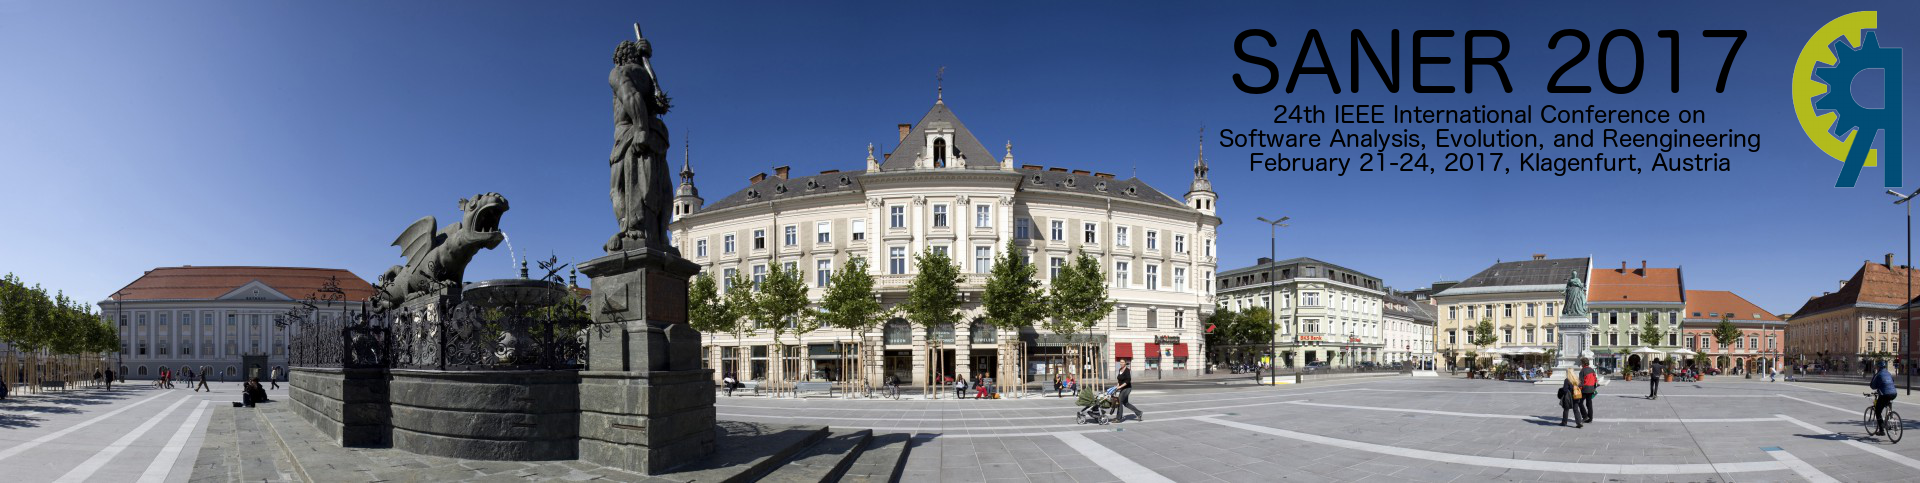 SANER 2017
24th IEEE International Conference on
Software Analysis, Evolution, and Reengineering
February 21-24, 2017, Klagenfurt, Austria